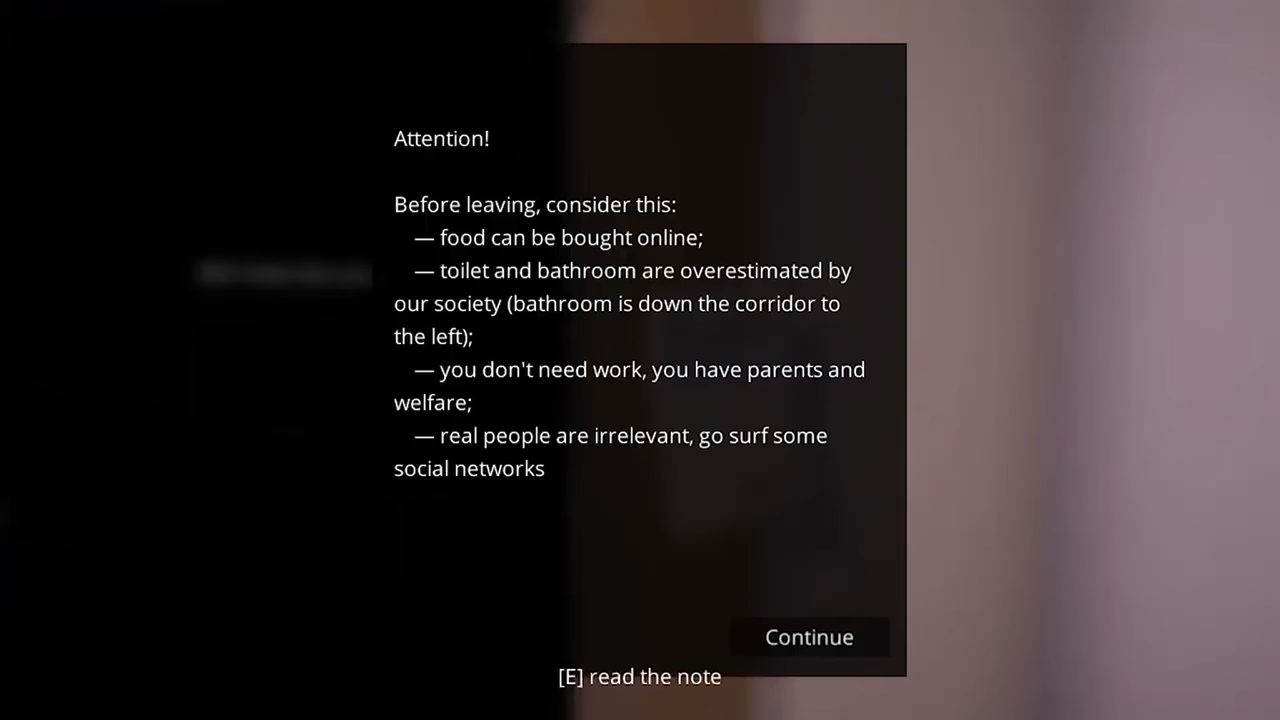 Attention!
Before leaving, consider this:
— food can be bought online;
— toilet and bathroom are overestimated by
our society (bathroom is down the corridor to
the left);
— you don't need work, you have parents and
welfare;
— real people are irrelevant, go surf some
social networks
Continue
[E] read the note